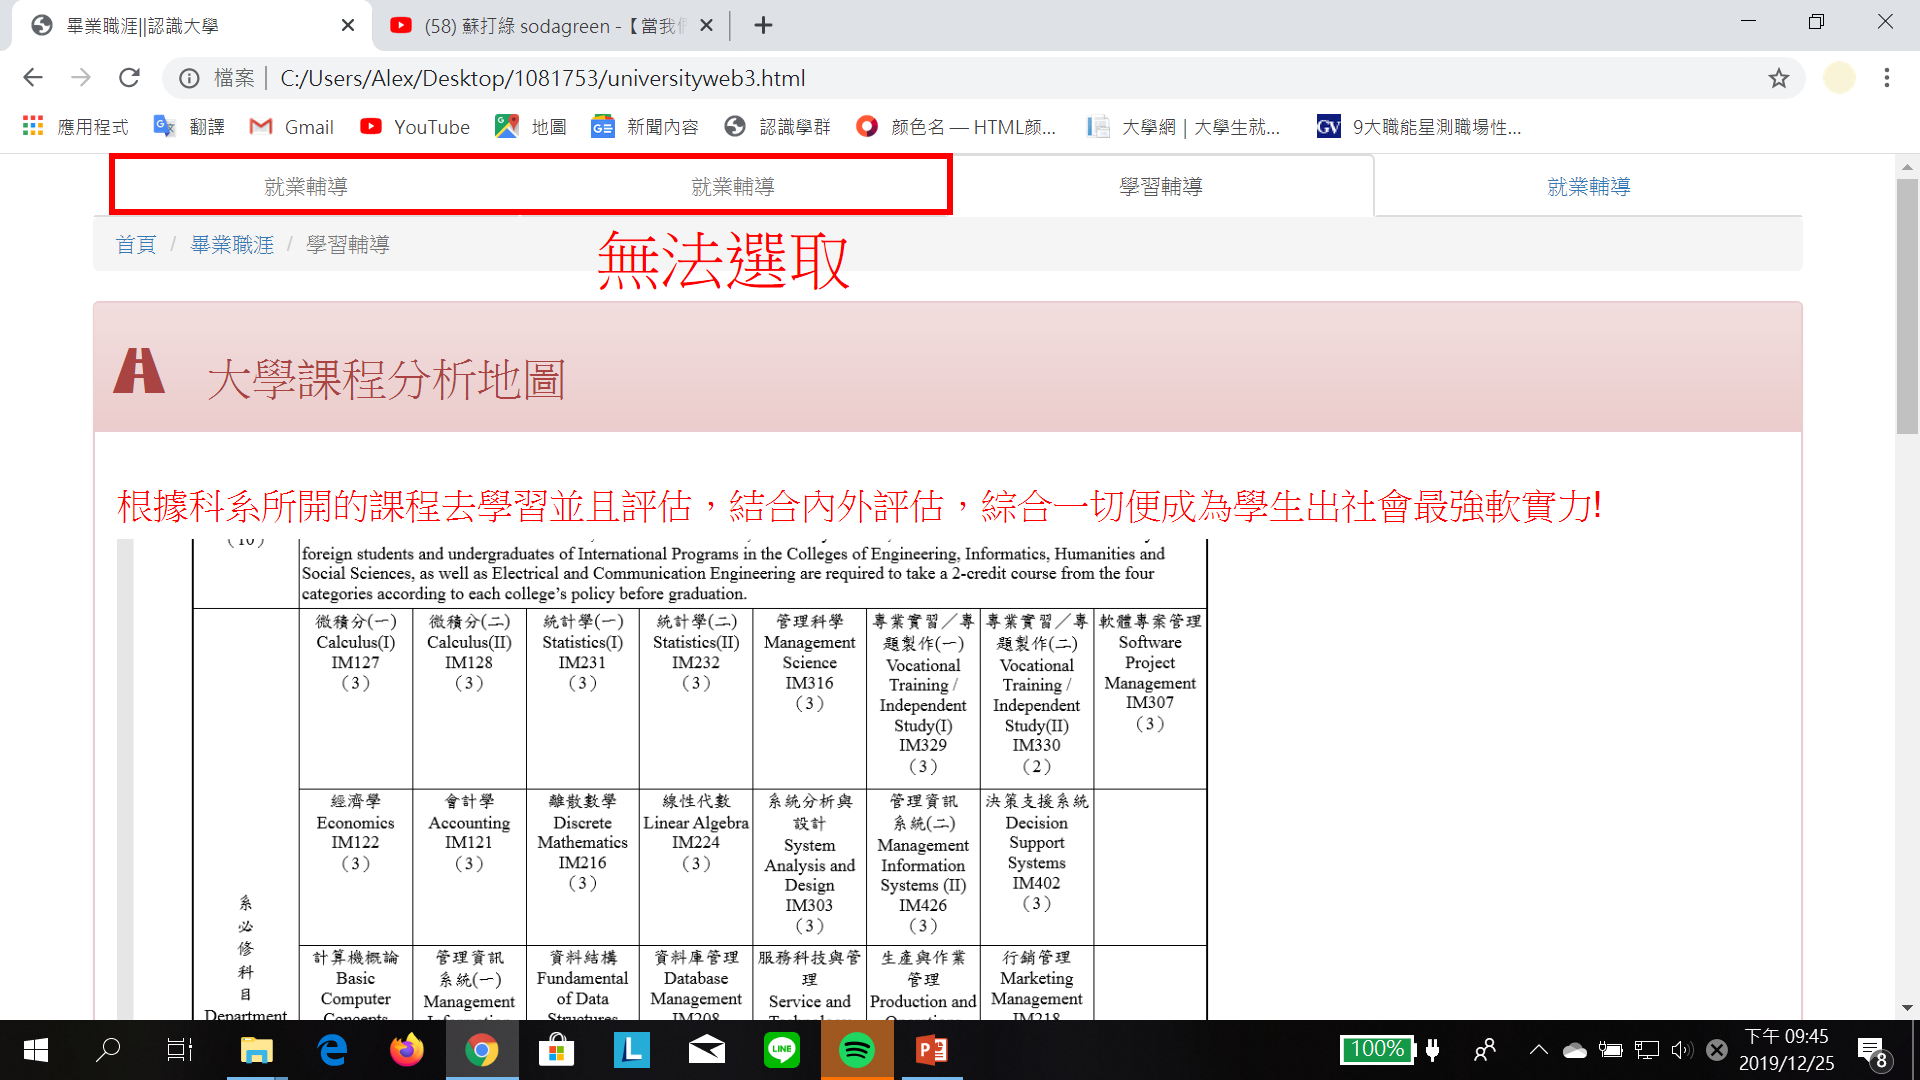 畢業職涯||認識大學
(58) 蘇打綠 sodagreen -【當我們
檔案 | C:/Users/Alex/Desktop/1081753/universityweb3.html
應用程式 翻譯 Gmail YouTube 地圖 新聞內容 認識學群 颜色名 — HTML颜... 大學網 | 大學生就... GV 9大職能星測職場性...
就業輔導 就業輔導 學習輔導 就業輔導
首頁 / 畢業職涯 / 學習輔導
無法選取
大學課程分析地圖
根據科系所開的課程去學習並且評估，結合內外評估，綜合一切便成為學生出社會最強軟實力!
(10)
foreign students and undergraduates of International Programs in the Colleges of Engineering, Informatics, Humanities and
Social Sciences, as well as Electrical and Communication Engineering are required to take a 2-credit course from the four
categories according to each college's policy before graduation.
微積分(一)
Calculus(I)
IM127
（3）
微積分(二)
Calculus(II)
IM128
（3）
統計學(一)
Statistics(I)
IM231
（3）
統計學(二)
Statistics(II)
IM232
（3）
管理科學
Management
Science
IM316
（3）
專業實習／專
題製作(一)
Vocational
Training /
Independent
Study(I)
IM329
（3）
專業實習／專
題製作(二)
Vocational
Training /
Independent
Study(II)
IM330
（2）
軟體專案管理
Software
Project
Management
IM307
（3）
經濟學
Economics
IM122
（3）
會計學
Accounting
IM121
（3）
離散數學
Discrete
Mathematics
IM216
（3）
線性代數
Linear Algebra
IM224
（3）
系統分析與
設計
System
Analysis and
Design
IM303
（3）
管理資訊
系統(二)
Management
Information
Systems (II)
IM426
（3）
決策支援系統
Decision
Support
Systems
IM402
（3）
系
必
修
科
目
Department
計算機概論
Basic
Computer
Concepts
管理資訊
系統(一)
Management
Information
資料結構
Fundamental
of Data
Structures
資料庫管理
Database
Management
IM208
服務科技與管
理
Service and
Technology
生產與作業
管理
Production and
Operations
行銷管理
Marketing
Management
IM218
100%
下午 09:45
2019/12/25
8